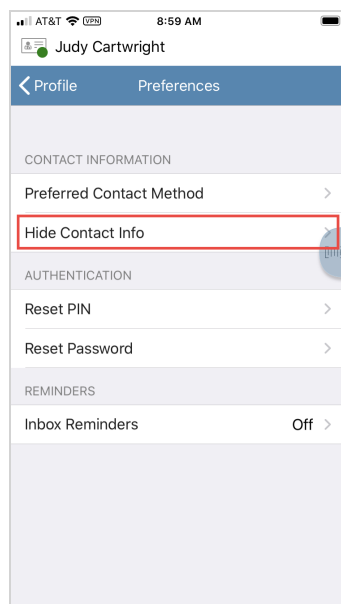 AT&T VPN 8:59 AM
Judy Cartwright
Profile Preferences
CONTACT INFORMATION
Preferred Contact Method
Hide Contact Info
AUTHENTICATION
Reset PIN
Reset Password
REMINDERS
Inbox Reminders Off